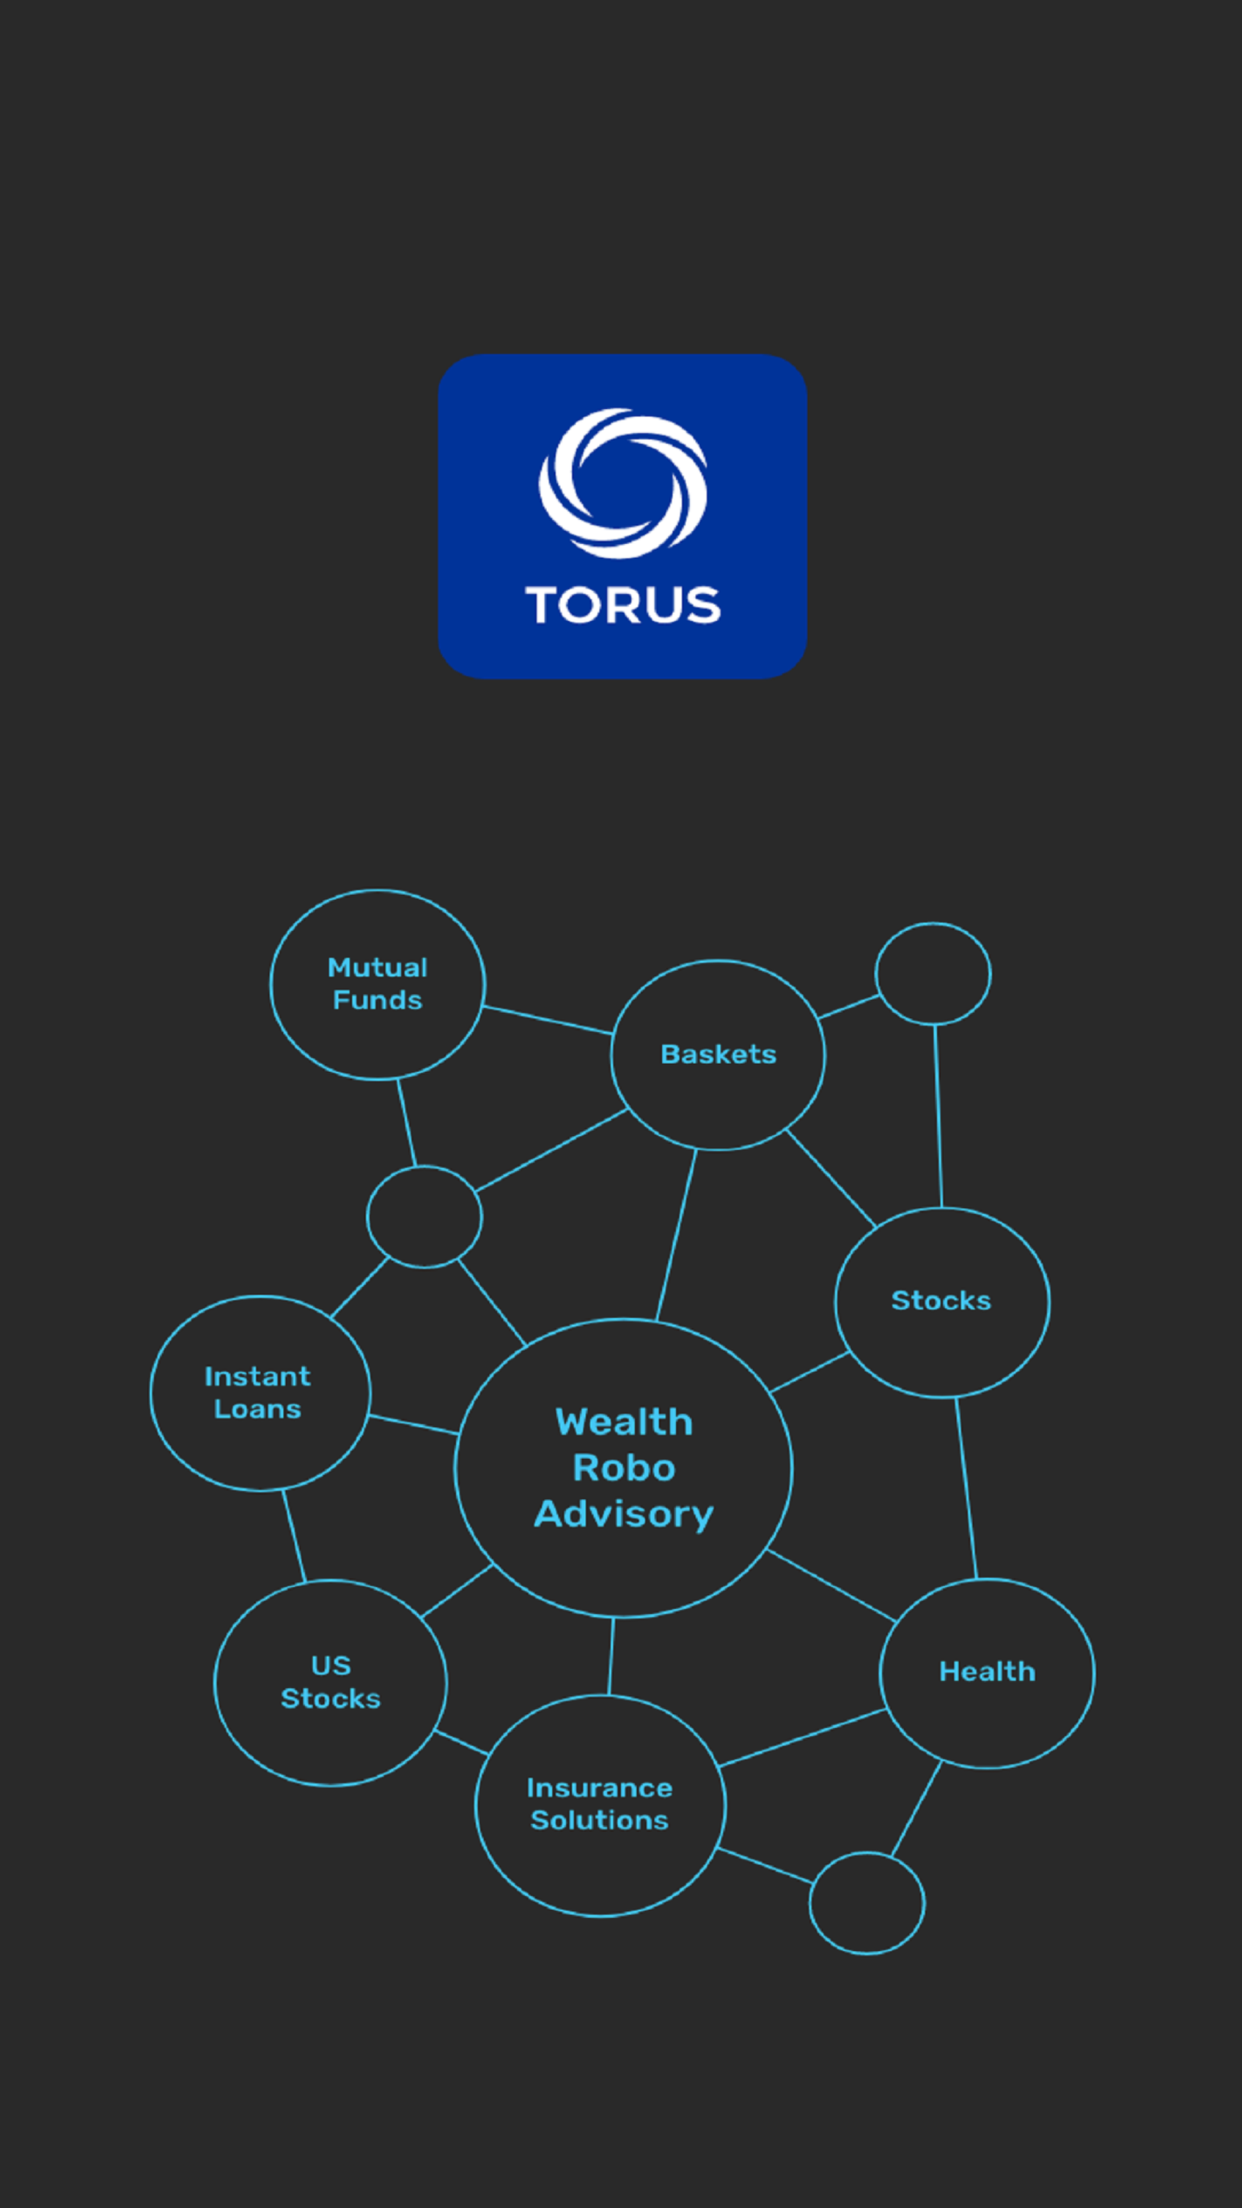 TORUS
Mutual
Funds
Baskets
Stocks
Instant
Loans
Wealth
Robo
Advisory
US
Stocks
Health
Insurance
Solutions